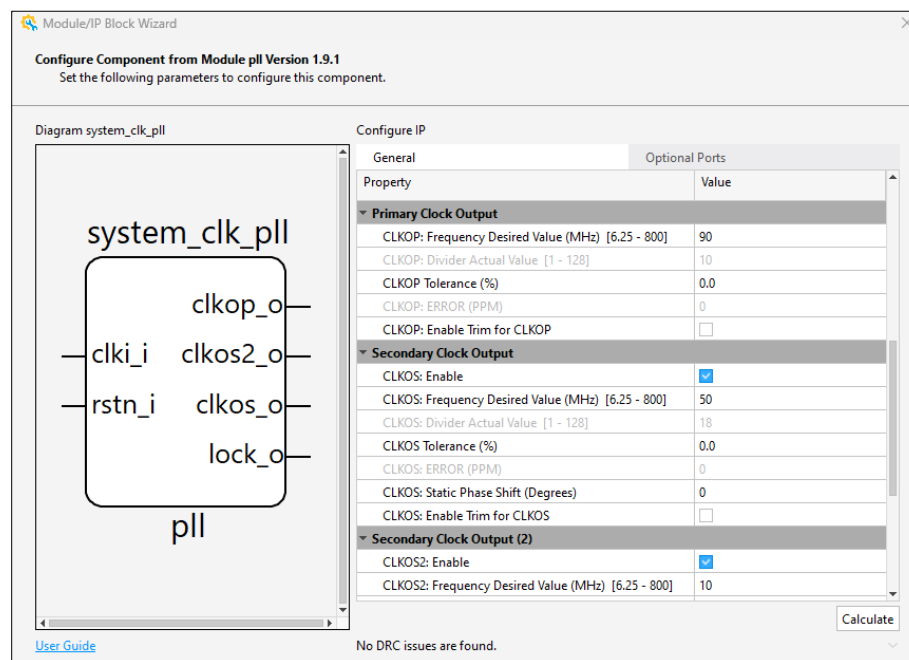 Module/IP Block Wizard
Configure Component from Module pll Version 1.9.1
Set the following parameters to configure this component.
Diagram system_clk_pll
system_clk_pll
clkop_o
clki_i clkos2_o
rstn_i clkos_o
lock_o
pll
User Guide
Configure IP
General Optional Ports
Property Value
Primary Clock Output
CLKOP: Frequency Desired Value (MHz) [6.25 - 800] 90
CLKOP: Divider Actual Value [1 - 128] 10
CLKOP Tolerance (%) 0.0
CLKOP: ERROR (PPM) 0
CLKOP: Enable Trim for CLKOP
Secondary Clock Output
CLKOS: Enable
CLKOS: Frequency Desired Value (MHz) [6.25 - 800] 50
CLKOS: Divider Actual Value [1 - 128] 18
CLKOS Tolerance (%) 0.0
CLKOS: ERROR (PPM) 0
CLKOS: Static Phase Shift (Degrees) 0
CLKOS: Enable Trim for CLKOS
Secondary Clock Output (2)
CLKOS2: Enable
CLKOS2: Frequency Desired Value (MHz) [6.25 - 800] 10
Calculate
No DRC issues are found.